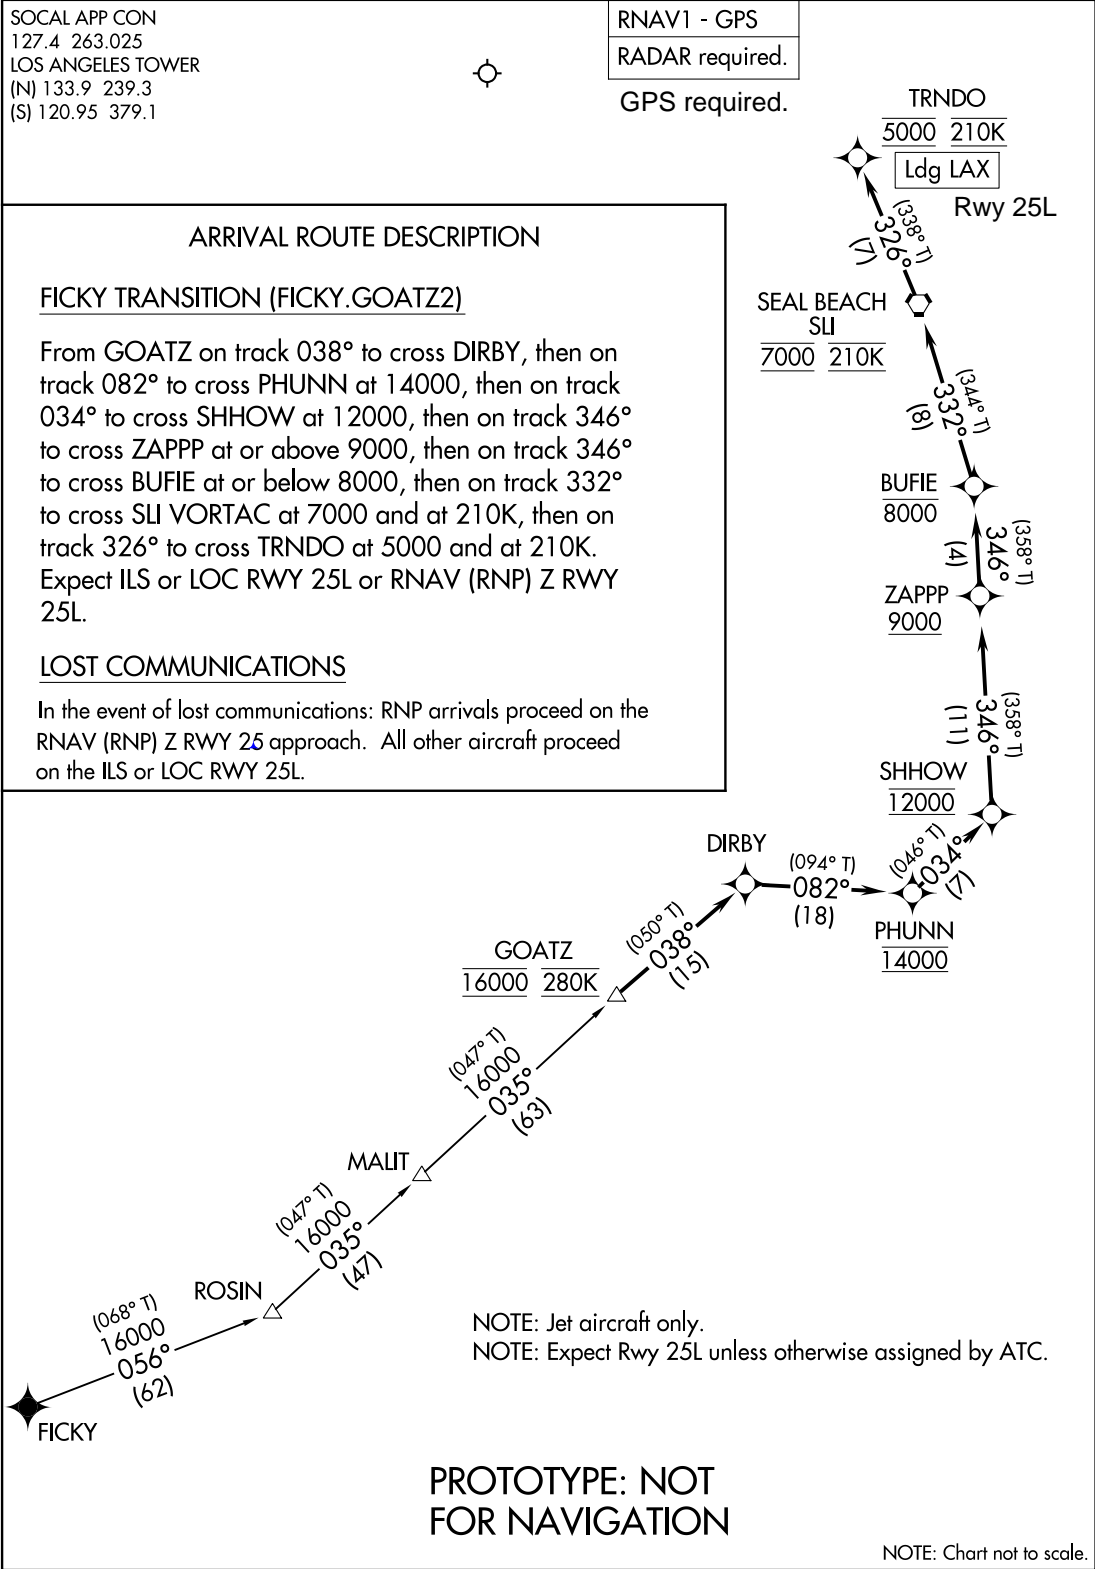 SOCAL APP CON
127.4 263.025
LOS ANGELES TOWER
(N) 133.9 239.3
(S) 120.95 379.1
RNAV1 - GPS
RADAR required.
GPS required.
TRNDO
5000 210K
Ldg LAX
Rwy 25L
(338° T)
326°
(7)
SEAL BEACH
SLI
7000 210K
(344° T)
332°
(8)
BUFIE
8000
(358° T)
346°
(4)
ZAPPP
9000
(358° T)
346°
(11)
SHHOW
12000
ARRIVAL ROUTE DESCRIPTION
FICKY TRANSITION (FICKY.GOATZ2)
From GOATZ on track 038° to cross DIRBY, then on
track 082° to cross PHUNN at 14000, then on track
034° to cross SHHOW at 12000, then on track 346°
to cross ZAPPP at or above 9000, then on track 346°
to cross BUFIE at or below 8000, then on track 332°
to cross SLI VORTAC at 7000 and at 210K, then on
track 326° to cross TRNDO at 5000 and at 210K.
Expect ILS or LOC RWY 25L or RNAV (RNP) Z RWY
25L.
LOST COMMUNICATIONS
In the event of lost communications: RNP arrivals proceed on the
RNAV (RNP) Z RWY 25 approach. All other aircraft proceed
on the ILS or LOC RWY 25L.
DIRBY
(094° T)
082°
(18)
(046° T)
034°
(7)
PHUNN
14000
GOATZ
16000 280K
(050° T)
038°
(15)
(047° T)
16000
035°
(63)
MALIT
(047° T)
16000
035°
(47)
ROSIN
(068° T)
16000
056°
(62)
FICKY
NOTE: Jet aircraft only.
NOTE: Expect Rwy 25L unless otherwise assigned by ATC.
PROTOTYPE: NOT
FOR NAVIGATION
NOTE: Chart not to scale.